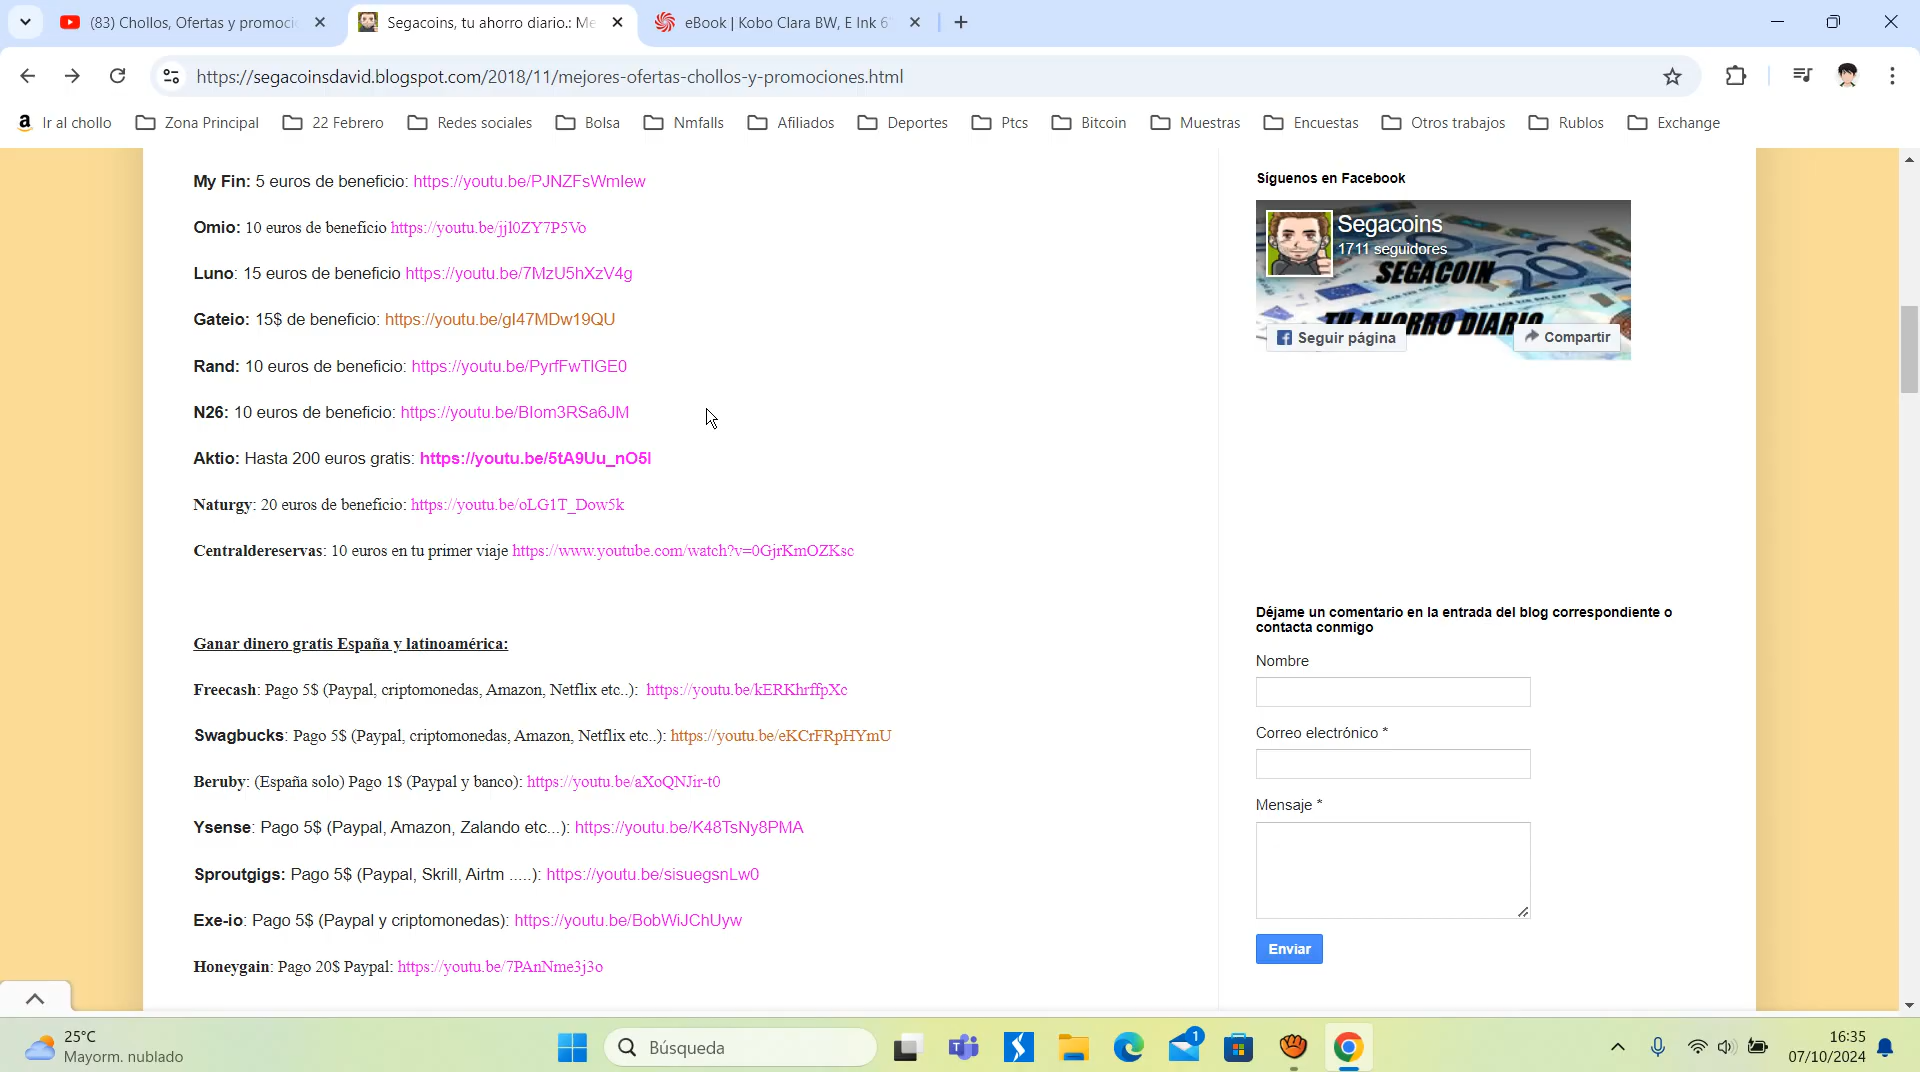 (83) Chollos, Ofertas y promoci
Segacoins, tu ahorro diario.: Me
eBook | Kobo Clara BW, E Ink 6"
https://segacoinsdavid.blogspot.com/2018/11/mejores-ofertas-chollos-y-promociones.html
Ir al chollo
Zona Principal
22 Febrero
Redes sociales
Bolsa
Nmfalls
Afiliados
Deportes
Ptcs
Bitcoin
Muestras
Encuestas
Otros trabajos
Rublos
Exchange
My Fin: 5 euros de beneficio: https://youtu.be/PJNZFsWmIew
Omio: 10 euros de beneficio https://youtu.be/jjl0ZY7P5Vo
Luno: 15 euros de beneficio https://youtu.be/7MzU5hXzV4g
Gateio: 15$ de beneficio: https://youtu.be/gI47MDw19QU
Rand: 10 euros de beneficio: https://youtu.be/PyrfFwTIGE0
N26: 10 euros de beneficio: https://youtu.be/BIom3RSa6JM
Aktio: Hasta 200 euros gratis: https://youtu.be/5tA9Uu_nO5I
Naturgy: 20 euros de beneficio: https://youtu.be/oLG1T_Dow5k
Centraldereservas: 10 euros en tu primer viaje https://www.youtube.com/watch?v=0GjrKmOZKsc
Ganar dinero gratis España y latinoamérica:
Freecash: Pago 5$ (Paypal, criptomonedas, Amazon, Netflix etc..): https://youtu.be/kERKhrffpXc
Swagbucks: Pago 5$ (Paypal, criptomonedas, Amazon, Netflix etc..): https://youtu.be/eKCrFRpHYmU
Beruby: (España solo) Pago 1$ (Paypal y banco): https://youtu.be/aXoQNJir-t0
Ysense: Pago 5$ (Paypal, Amazon, Zalando etc...): https://youtu.be/K48TsNy8PMA
Sproutgigs: Pago 5$ (Paypal, Skrill, Airtm .....): https://youtu.be/sisuegsnLw0
Exe-io: Pago 5$ (Paypal y criptomonedas): https://youtu.be/BobWiJChUyw
Honeygain: Pago 20$ Paypal: https://youtu.be/7PAnNme3j3o
Síguenos en Facebook
Segacoins
1711 seguidores
SEGACOIN
TU AHORRO DIARIO
Seguir página
Compartir
Déjame un comentario en la entrada del blog correspondiente o
contacta conmigo
Nombre
Correo electrónico *
Mensaje *
Enviar
25°C
Mayorm. nublado
Búsqueda
1
16:35
07/10/2024